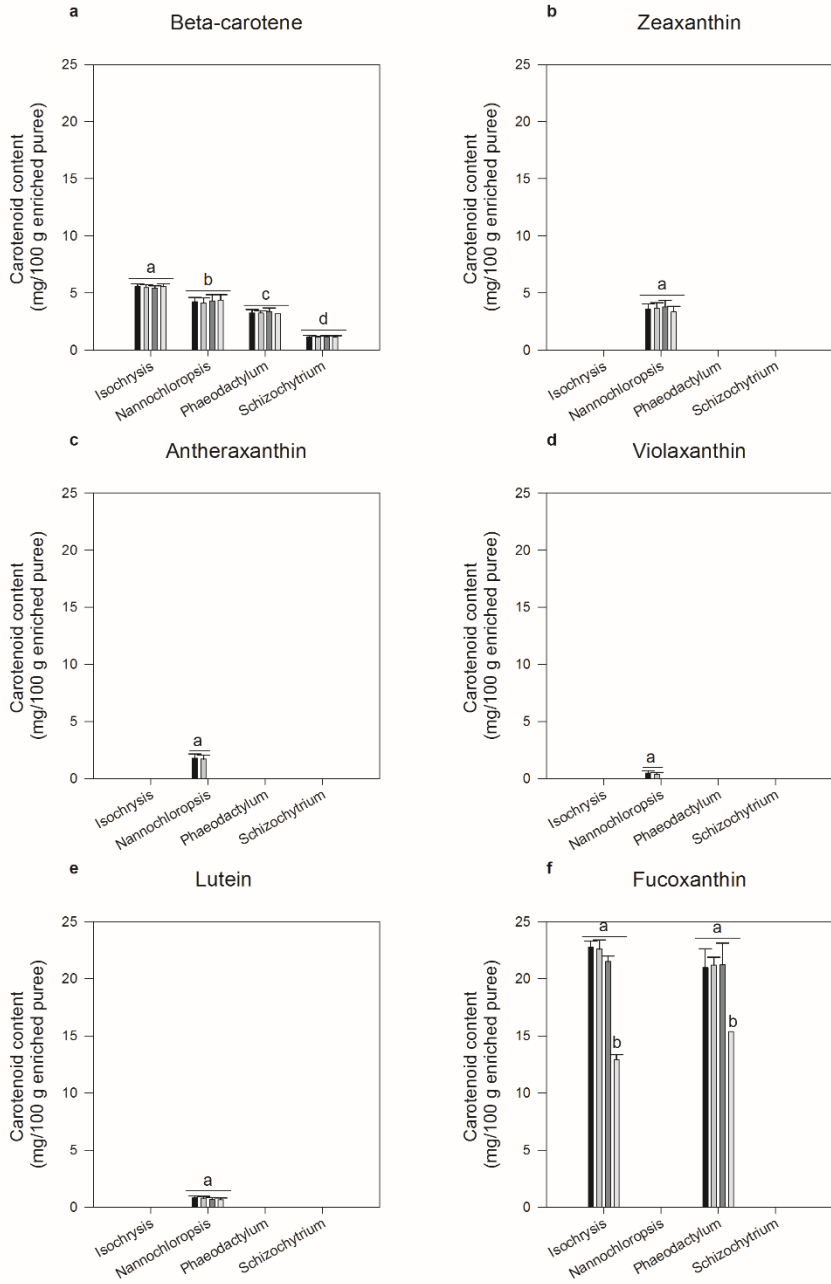 a
Beta-carotene
Carotenoid content
(mg/100 g enriched puree)
25
20
15
10
5
0
a
b
c
d
Isochrysis
Nannochloropsis
Phaeodactylum
Schizochytrium
b
Zeaxanthin
Carotenoid content
(mg/100 g enriched puree)
25
20
15
10
5
0
a
Isochrysis
Nannochloropsis
Phaeodactylum
Schizochytrium
c
Antheraxanthin
Carotenoid content
(mg/100 g enriched puree)
25
20
15
10
5
0
a
Isochrysis
Nannochloropsis
Phaeodactylum
Schizochytrium
d
Violaxanthin
Carotenoid content
(mg/100 g enriched puree)
25
20
15
10
5
0
a
Isochrysis
Nannochloropsis
Phaeodactylum
Schizochytrium
e
Lutein
Carotenoid content
(mg/100 g enriched puree)
25
20
15
10
5
0
a
Isochrysis
Nannochloropsis
Phaeodactylum
Schizochytrium
f
Fucoxanthin
Carotenoid content
(mg/100 g enriched puree)
25
20
15
10
5
0
a
b
a
b
Isochrysis
Nannochloropsis
Phaeodactylum
Schizochytrium